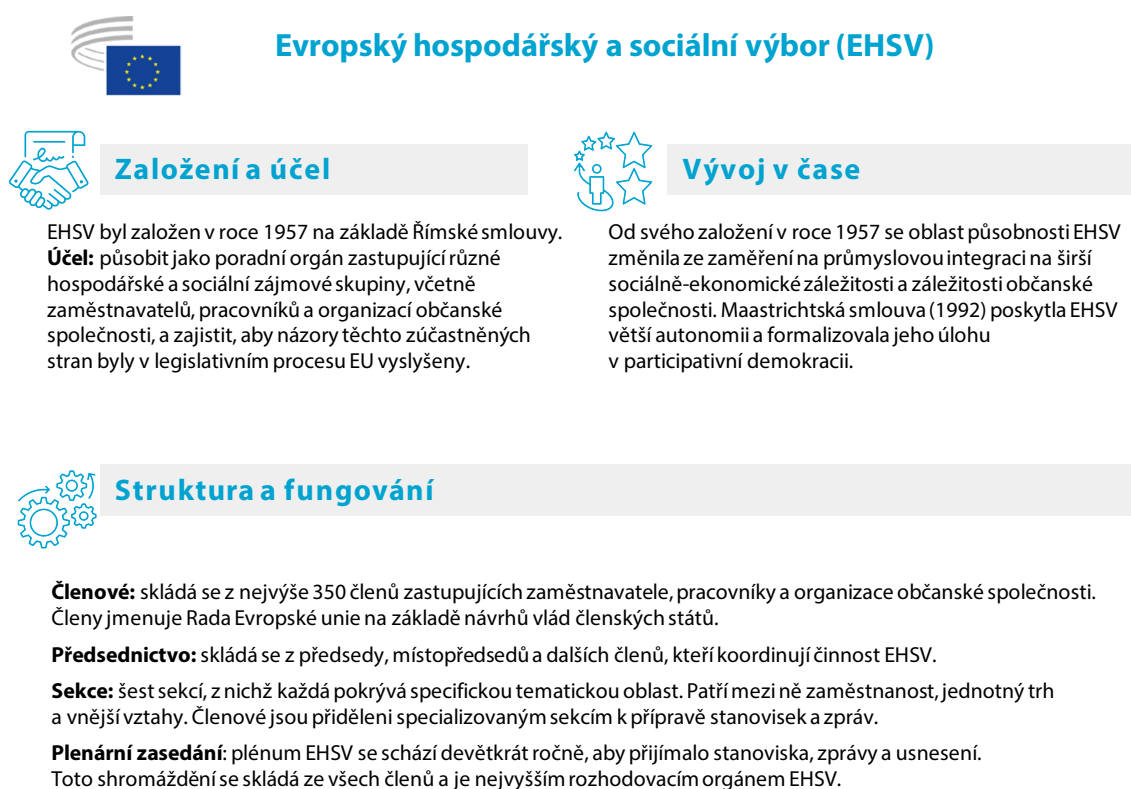 Evropský hospodářský a sociální výbor (EHSV)
Založení a účel
EHSV byl založen v roce 1957 na základě Římské smlouvy.
Účel: působit jako poradní orgán zastupující různé
hospodářské a sociální zájmové skupiny, včetně
zaměstnavatelů, pracovníků a organizací občanské
společnosti, a zajistit, aby názory těchto zúčastněných
stran byly v legislativním procesu EU vyslyšeny.
Vývoj v čase
Od svého založení v roce 1957 se oblast působnosti EHSV
změnila ze zaměření na průmyslovou integraci na širší
sociálně-ekonomické záležitosti a záležitosti občanské
společnosti. Maastrichtská smlouva (1992) poskytla EHSV
větší autonomii a formalizovala jeho úlohu
v participativní demokracii.
Struktura a fungování
Členové: skládá se z nejvýše 350 členů zastupujících zaměstnavatele, pracovníky a organizace občanské společnosti.
Členy jmenuje Rada Evropské unie na základě návrhů vlád členských států.
Předsednictvo: skládá se z předsedy, místopředsedů a dalších členů, kteří koordinují činnost EHSV.
Sekce: šest sekcí, z nichž každá pokrývá specifickou tematickou oblast. Patří mezi ně zaměstnanost, jednotný trh
a vnější vztahy. Členové jsou přiděleni specializovaným sekcím k přípravě stanovisek a zpráv.
Plenární zasedání: plénum EHSV se schází devětkrát ročně, aby přijímalo stanoviska, zprávy a usnesení.
Toto shromáždění se skládá ze všech členů a je nejvyšším rozhodovacím orgánem EHSV.